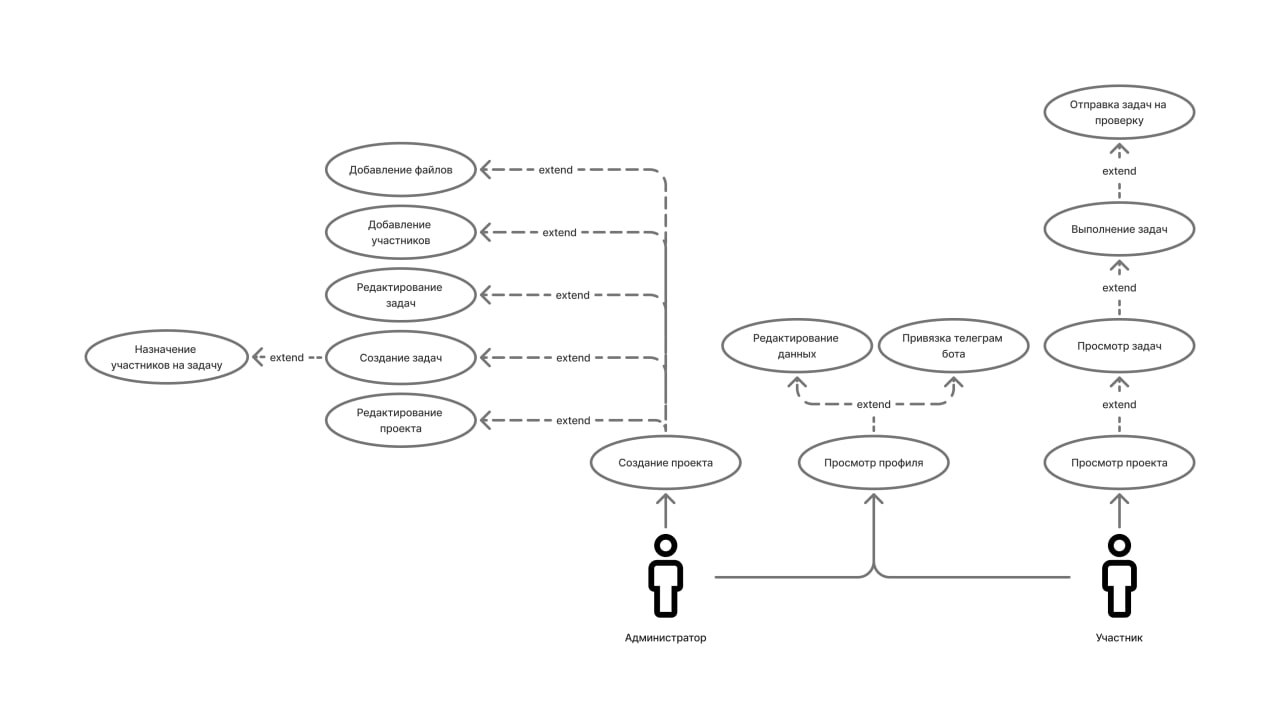 Отправка задач на
проверку
extend
Добавление файлов
extend
Добавление
участников
extend
Выполнение задач
extend
Редактирование
задач
extend
Назначение
участников на задачу
extend
Создание задач
extend
Редактирование
данных
Привязка телеграм
бота
Просмотр задач
Редактирование
проекта
extend
extend
extend
Создание проекта
Просмотр профиля
Просмотр проекта
Администратор
Участник